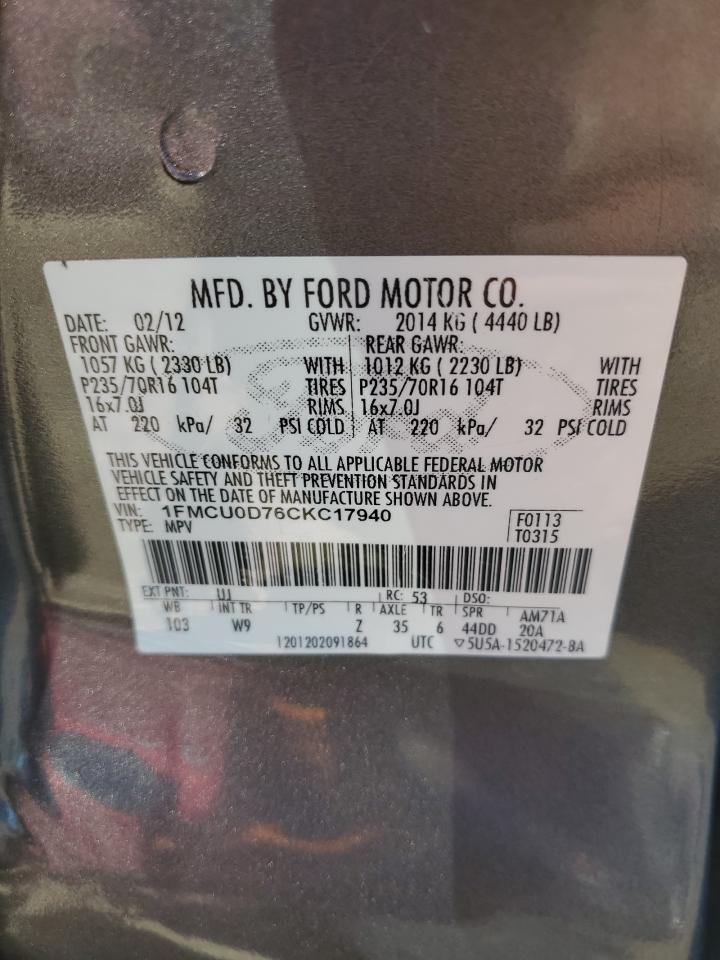 MFD. BY FORD MOTOR CO.
DATE: 02/12 GVWR: 2014 KG ( 4440 LB)
FRONT GAWR: REAR GAWR:
1057 KG ( 2330 LB) WITH 1012 KG ( 2230 LB) WITH
P235/70R16 104T TIRES P235/70R16 104T TIRES
16x7.0J RIMS 16x7.0J RIMS
AT 220 kPa/ 32 PSI COLD AT 220 kPa/ 32 PSI COLD
THIS VEHICLE CONFORMS TO ALL APPLICABLE FEDERAL MOTOR
VEHICLE SAFETY AND THEFT PREVENTION STANDARDS IN
EFFECT ON THE DATE OF MANUFACTURE SHOWN ABOVE.
VIN: 1FMCU0D76CKC17940 F0113
TYPE: MPV T0315
EXT PNT: UJ RC: 53 DSO:
WB INT TR TP/PS R AXLE TR SPR AM71A
103 W9 Z 35 6 44DD 20A
1201202091864 UTC ▽5U5A-1520472-BA